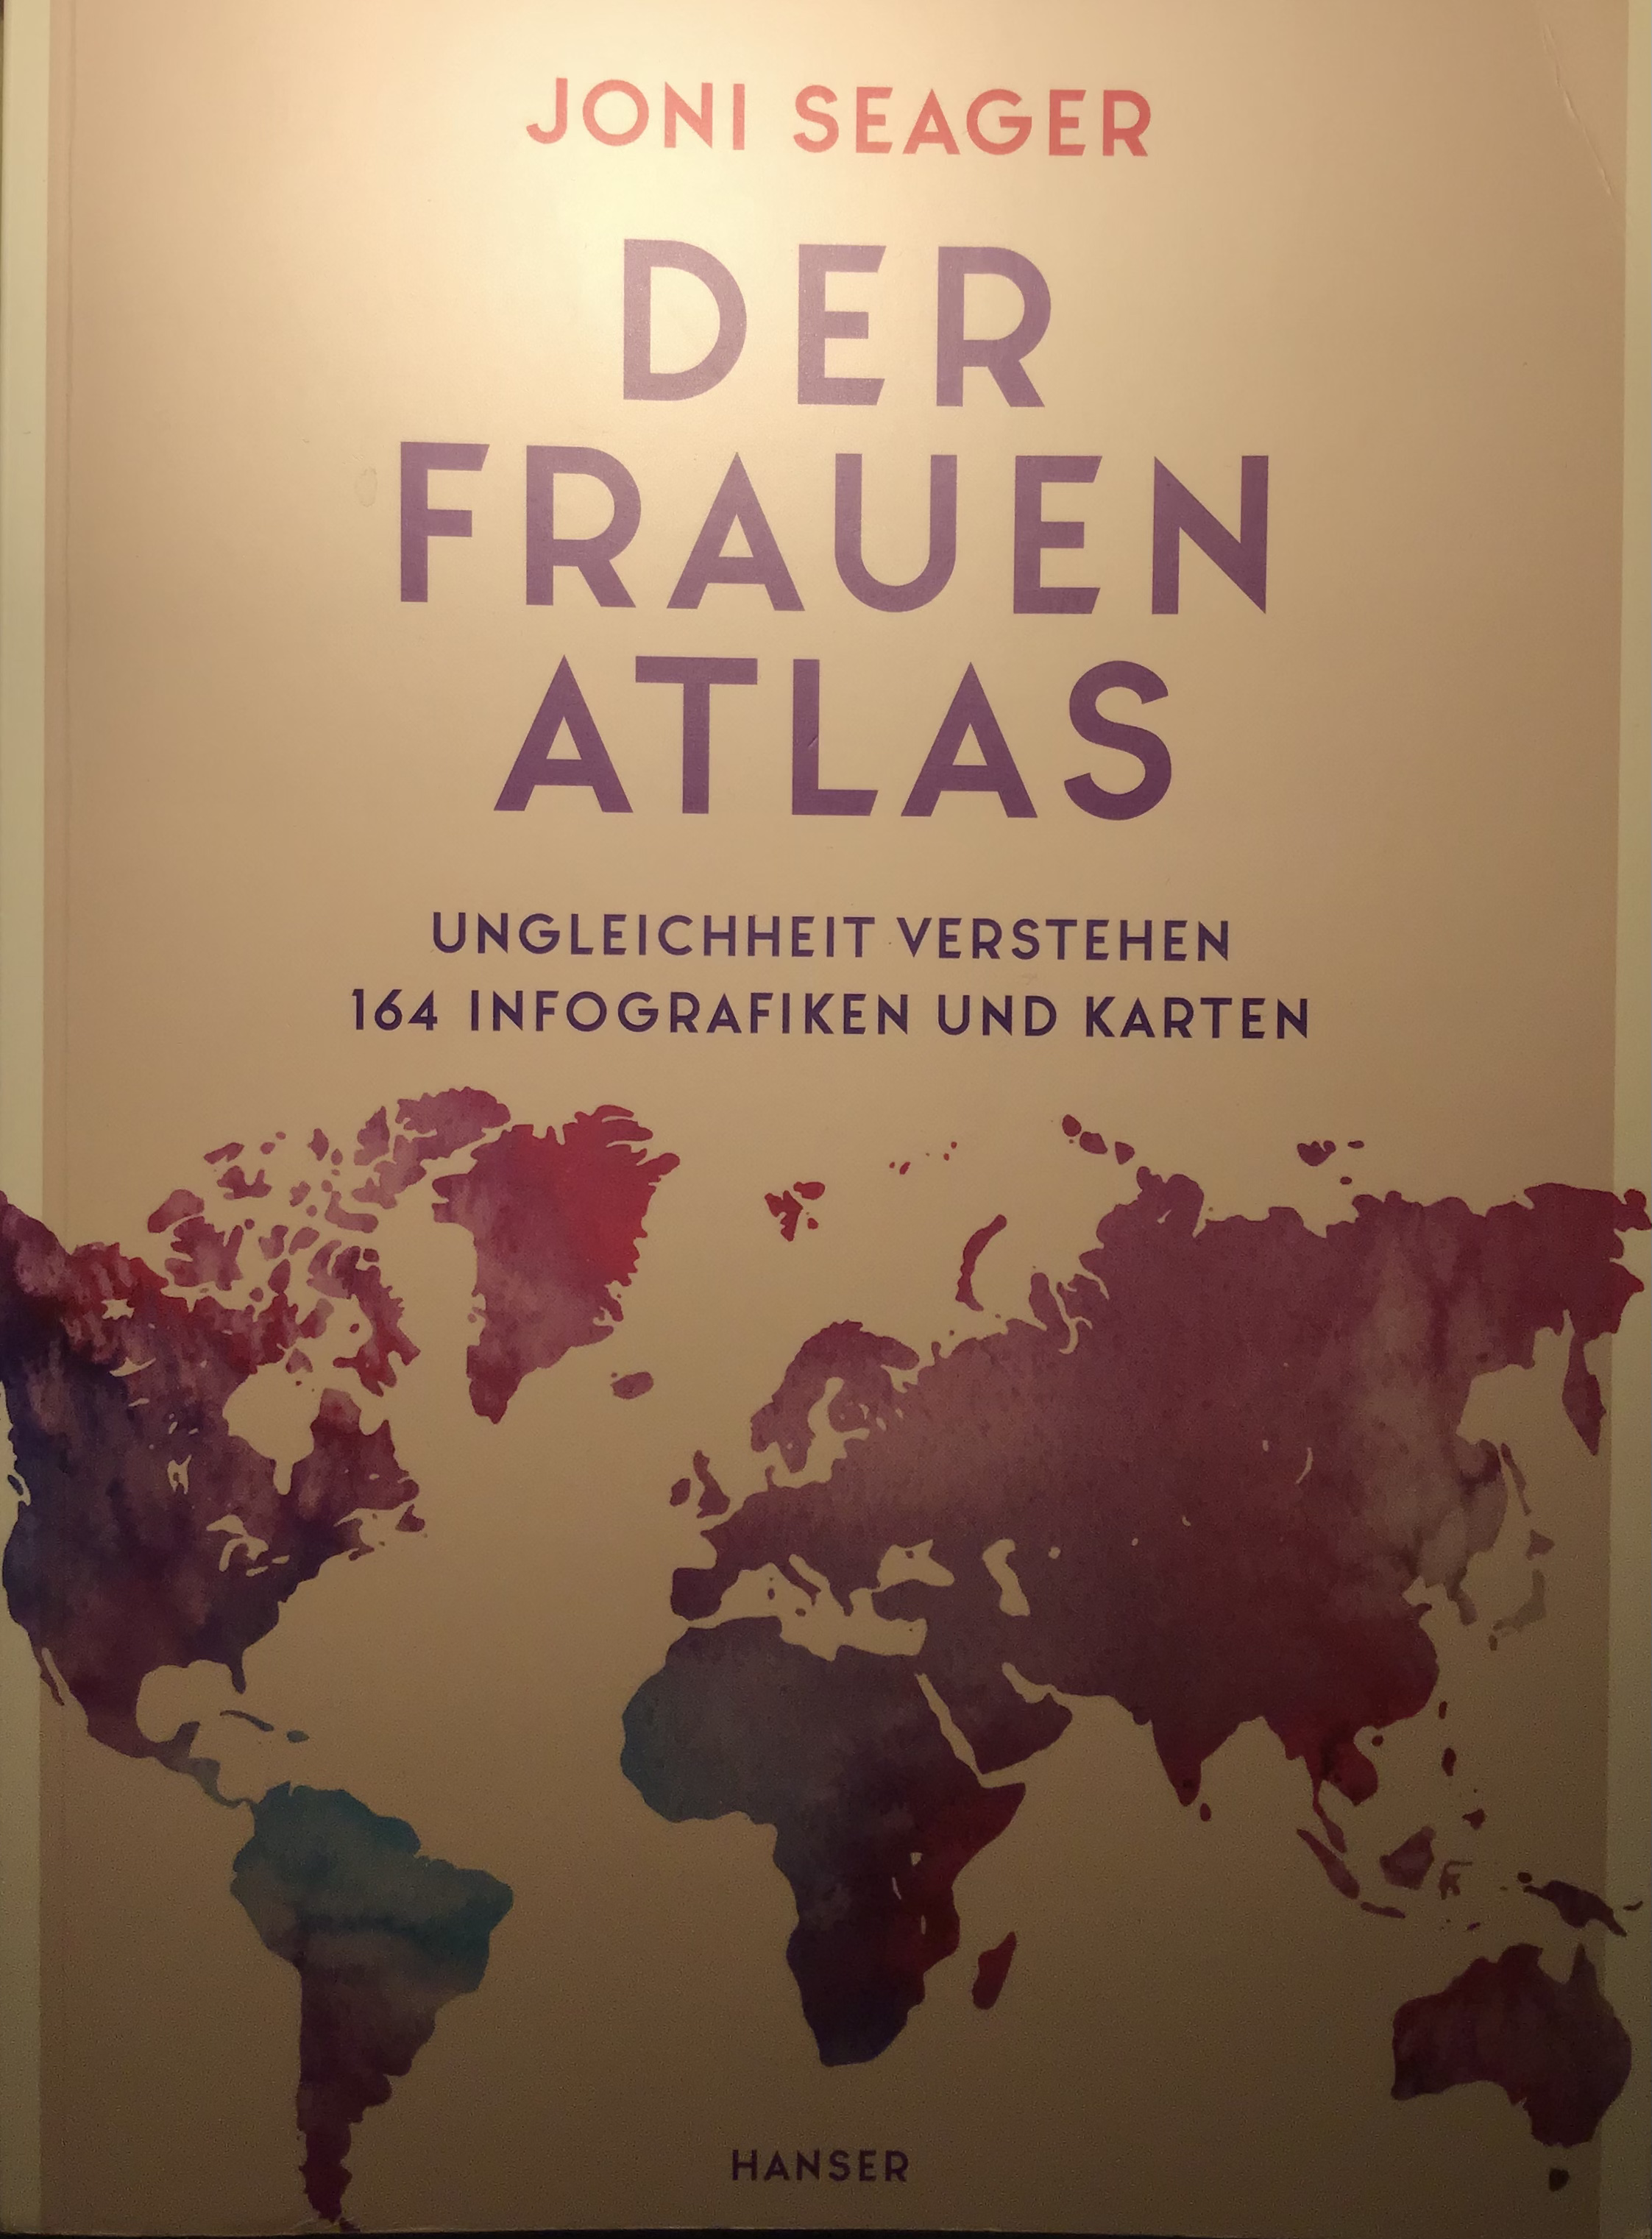 JONI SEAGER
DER
FRAUEN
ATLAS
UNGLEICHHEIT VERSTEHEN
164 INFOGRAFIKEN UND KARTEN
HANSER